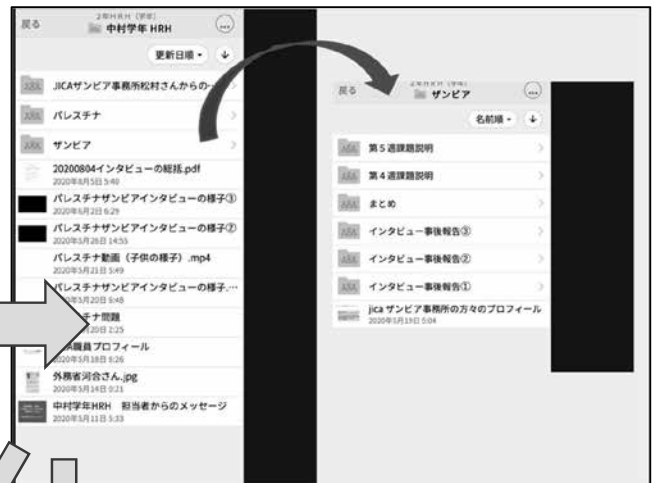 戻る
2年HRH（学年）
中村学年 HRH
更新日順
JICAザンビア事務所松村さんからの…
パレスチナ
ザンビア
20200804インタビューの総括.pdf
2020年8月5日 5:40
パレスチナザンビアインタビューの様子③
2020年6月2日 6:29
パレスチナザンビアインタビューの様子②
2020年5月26日 14:55
パレスチナ動画（子供の様子）.mp4
2020年5月21日 5:49
パレスチナザンビアインタビューの様子.…
チナ問題
2:25
職員プロフィール
2020年5月18日 8:26
外務省河合さん.jpg
2020年5月14日 9:21
中村学年HRH 担当者からのメッセージ
2020年5月11日 5:33
戻る
2年HRH（学年）
ザンビア
名前順
第５週課題説明
第４週課題説明
まとめ
インタビュー事後報告③
インタビュー事後報告②
インタビュー事後報告①
jica ザンビア事務所の方々のプロフィール
2020年5月19日 5:04